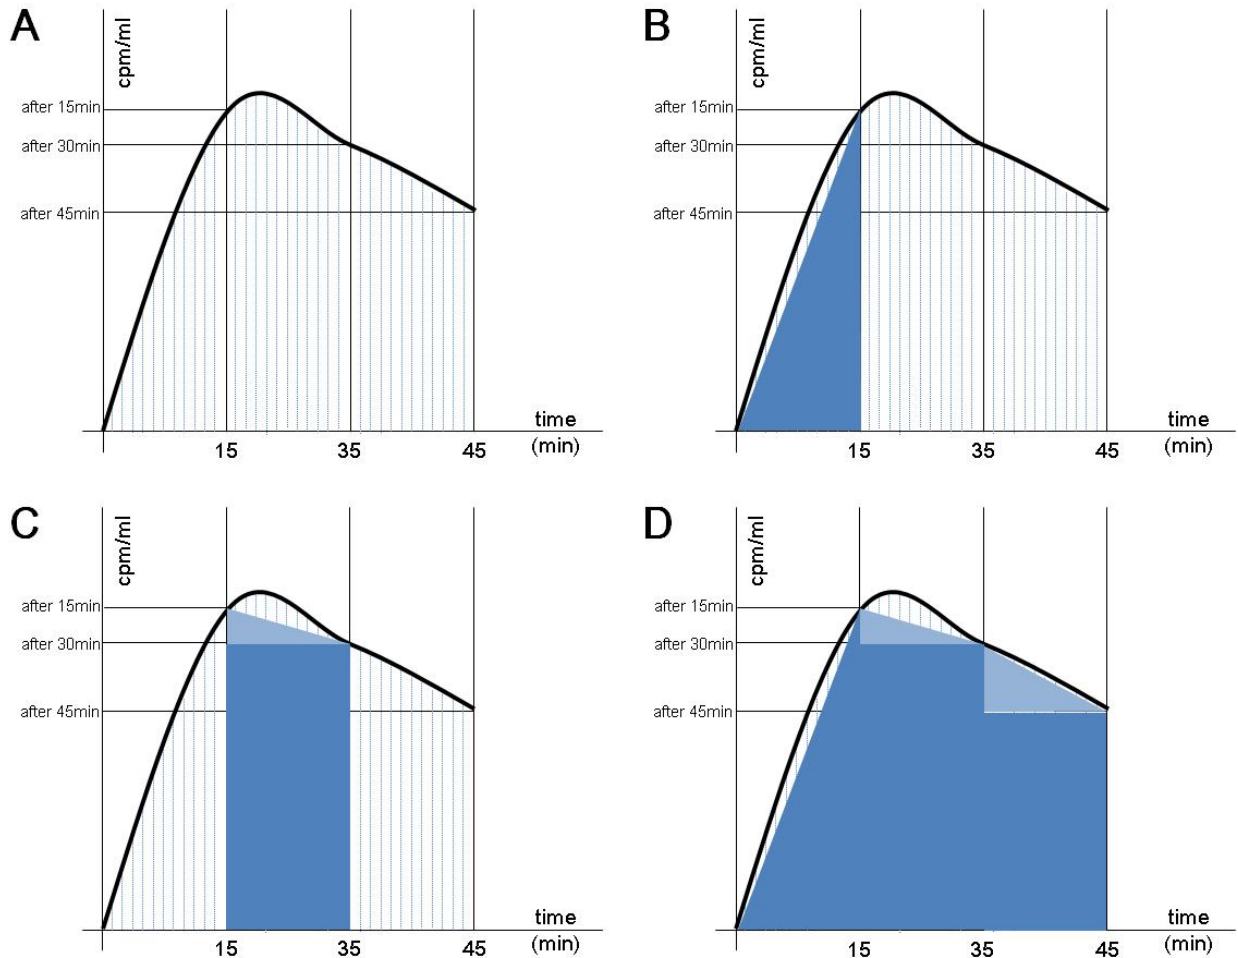 A
cpm/ml
after 15min
after 30min
after 45min
time
(min)
15
35
45
B
cpm/ml
after 15min
after 30min
after 45min
time
(min)
15
35
45
C
cpm/ml
after 15min
after 30min
after 45min
time
(min)
15
35
45
D
cpm/ml
after 15min
after 30min
after 45min
time
(min)
15
35
45